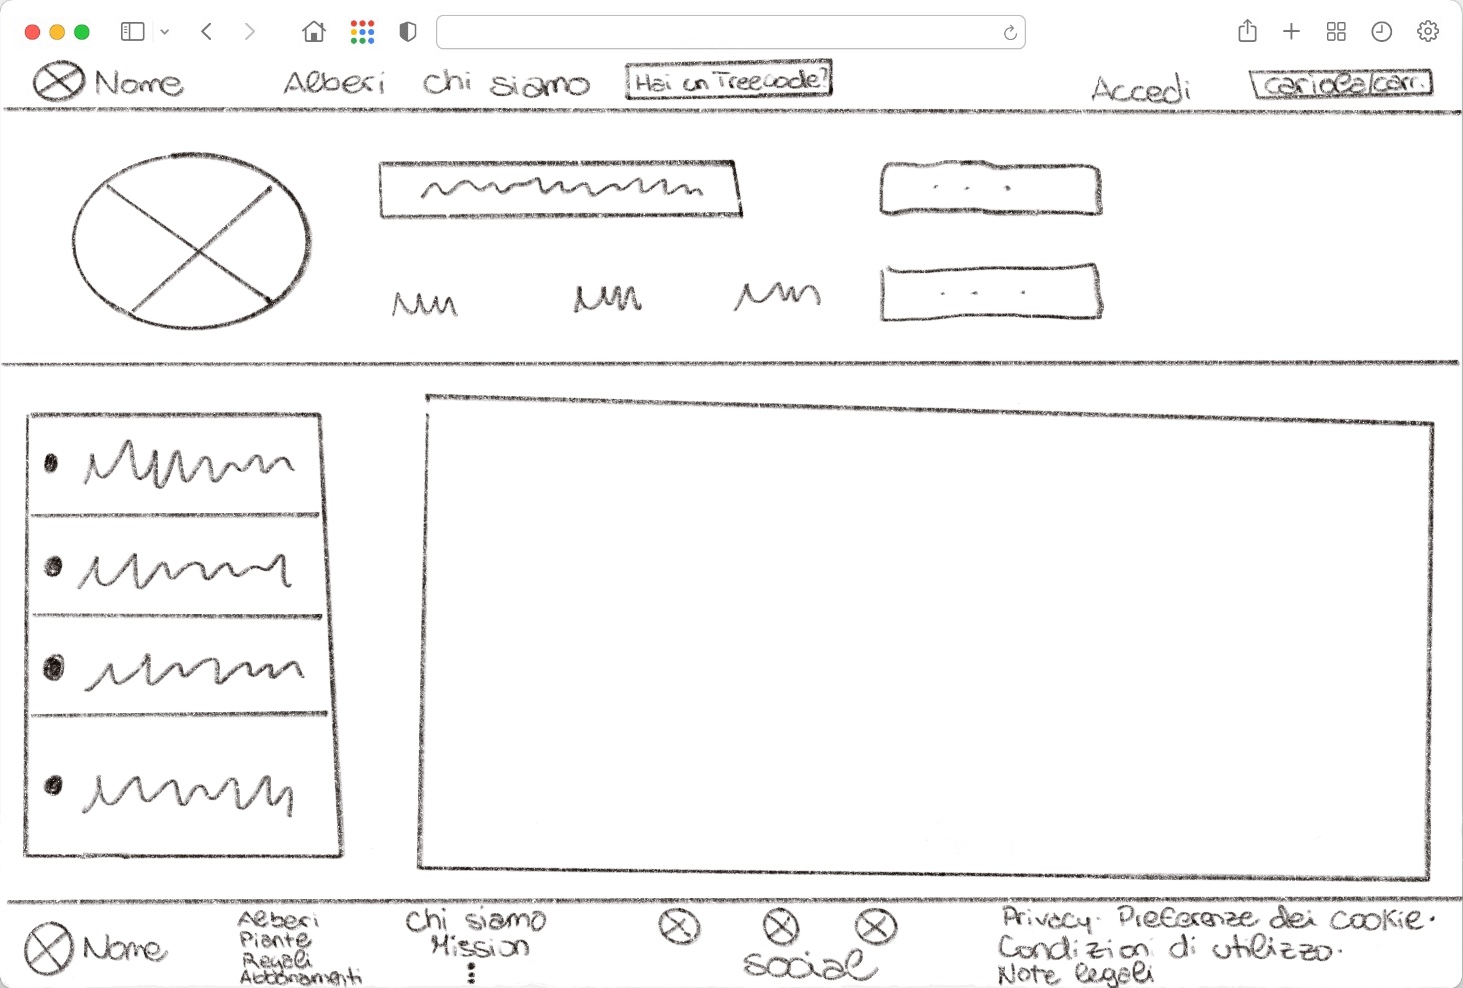 Nome
Alberi
Chi siamo
Hai un TreeCode?
Accedi
cariola/carr.
Nome
Alberi
Piante
Regali
Abbonamenti
Chi siamo
Mission
social
Privacy. Preferenze dei cookie.
Condizioni di utilizzo.
Note legali